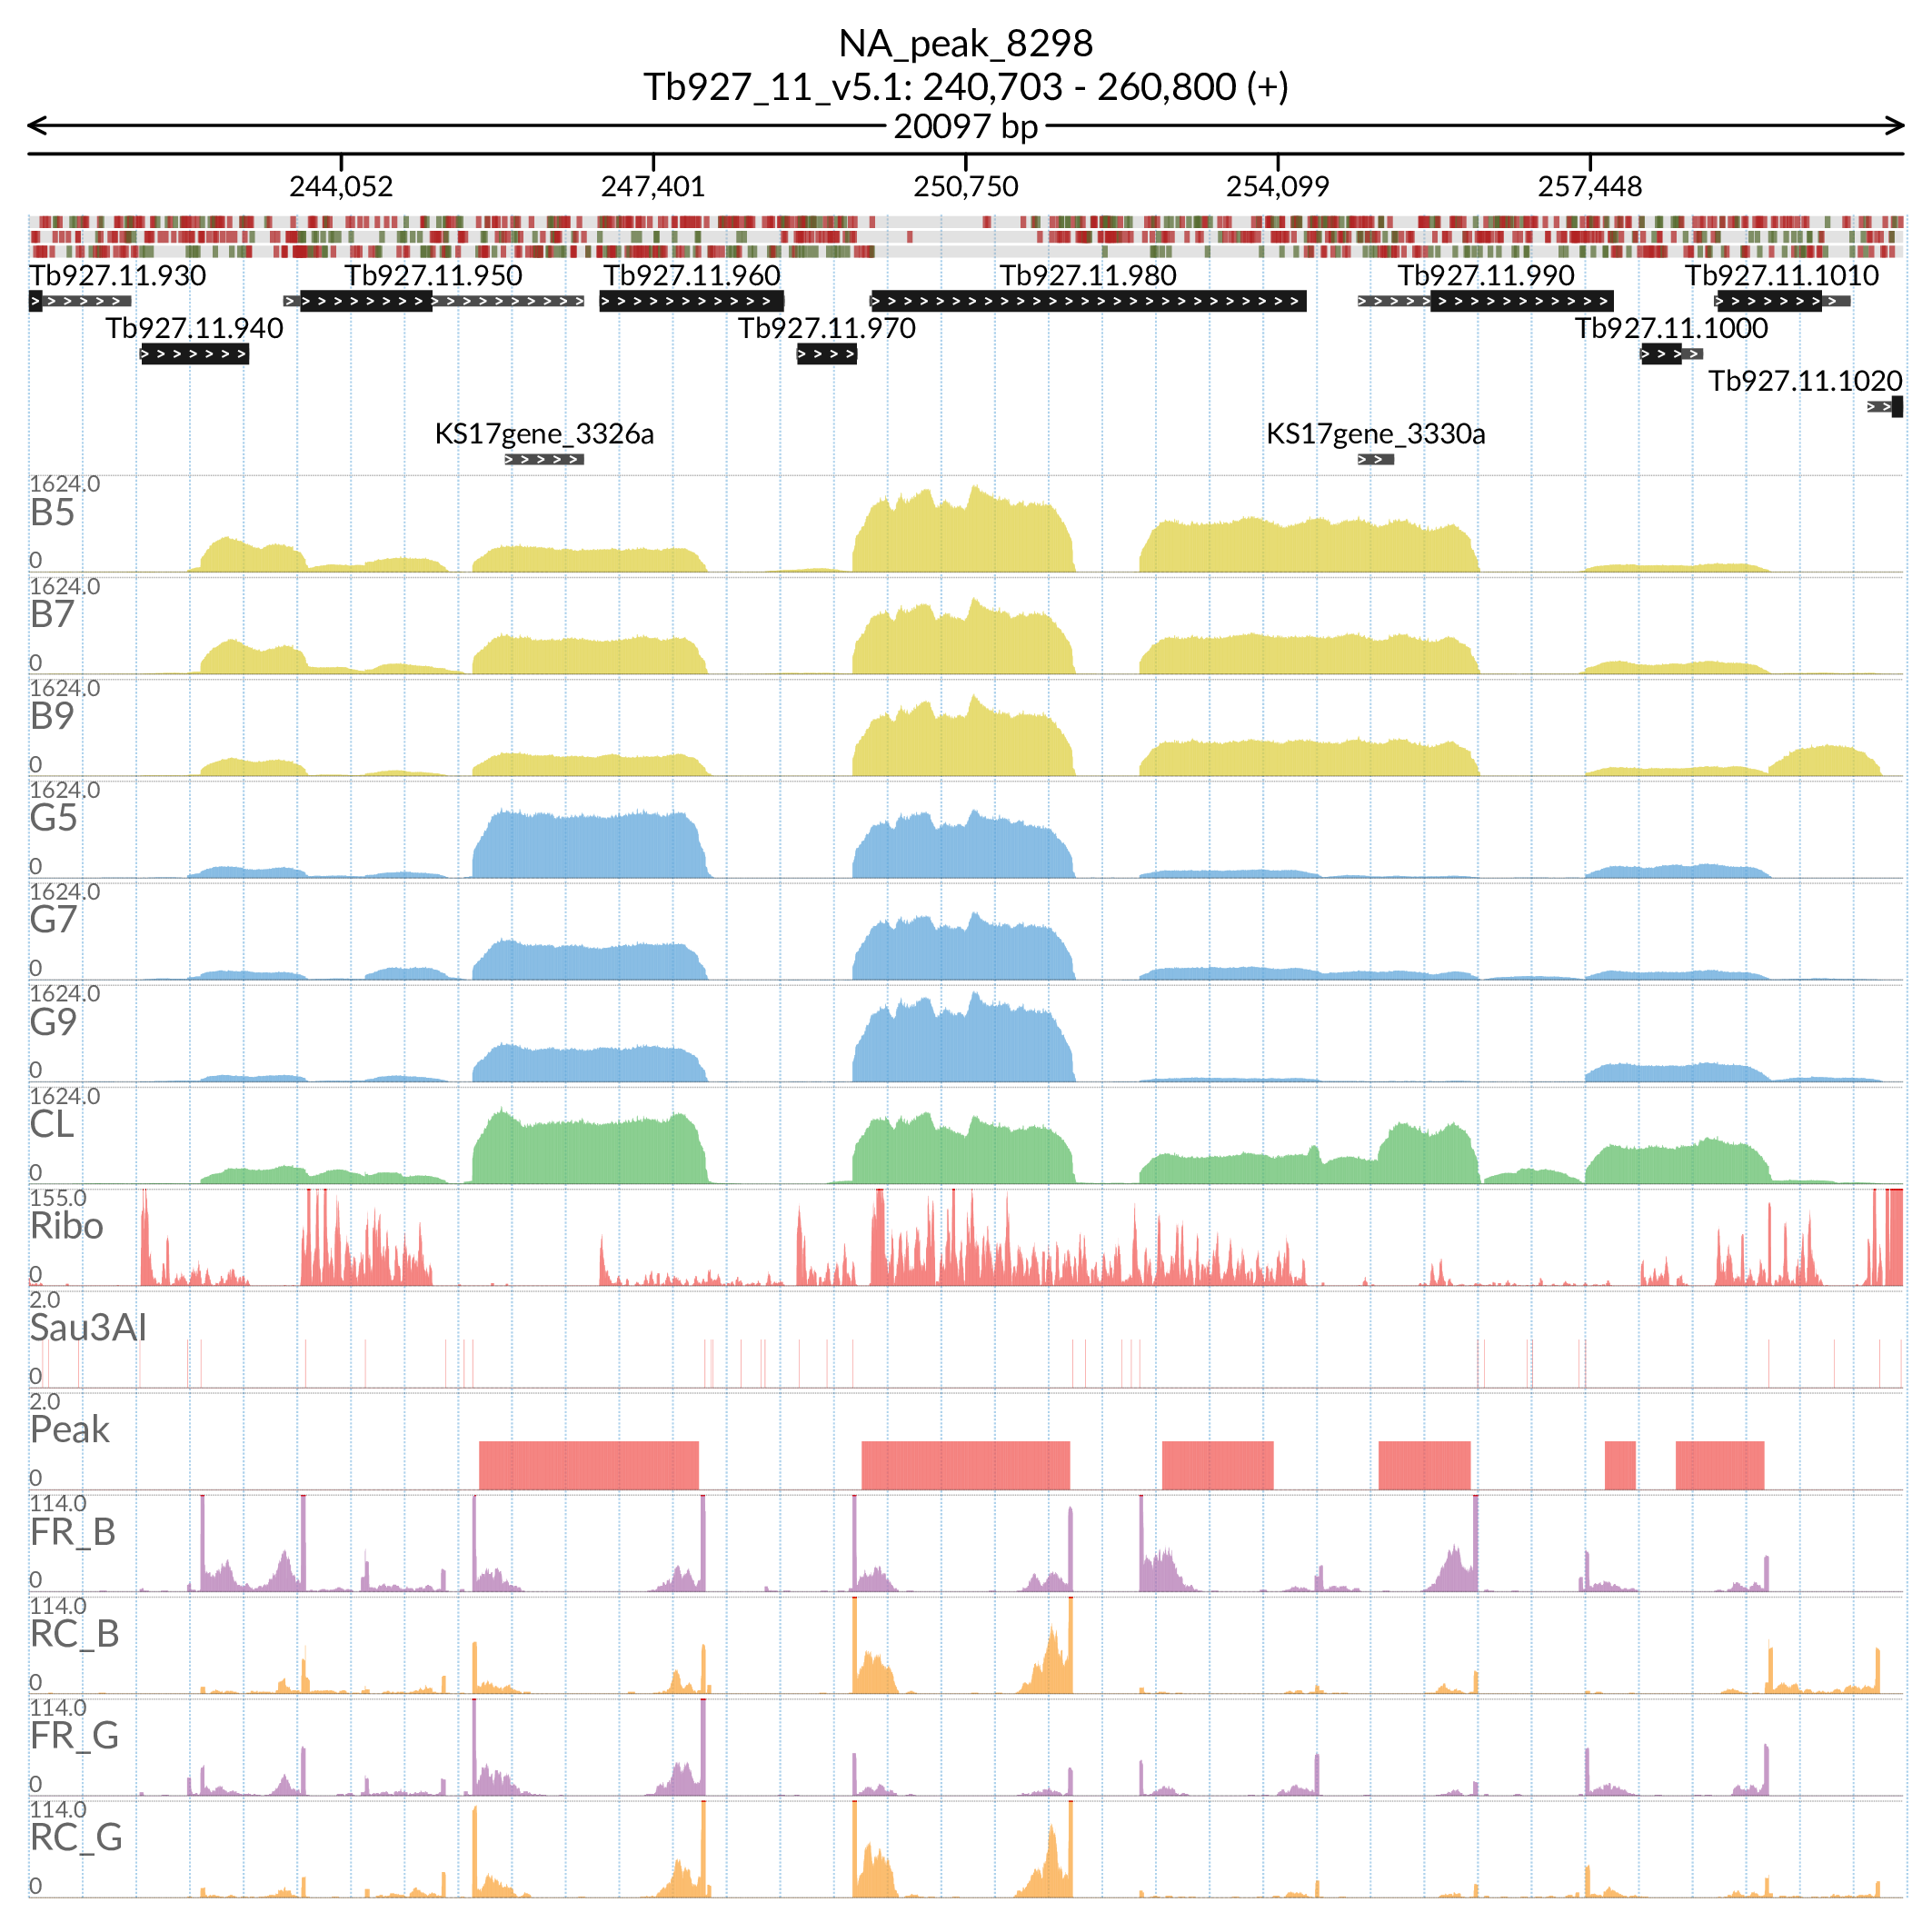 NA_peak_8298
Tb927_11_v5.1: 240,703 - 260,800 (+)
20097 bp
244,052 247,401 250,750 254,099 257,448
Tb927.11.930 Tb927.11.950 Tb927.11.960 Tb927.11.980 Tb927.11.990 Tb927.11.1010
Tb927.11.940 Tb927.11.970 Tb927.11.1000
Tb927.11.1020
KS17gene_3326a KS17gene_3330a
1624.0
B5
0
1624.0
B7
0
1624.0
B9
0
1624.0
G5
0
1624.0
G7
0
1624.0
G9
0
1624.0
CL
0
155.0
Ribo
0
2.0
Sau3AI
0
2.0
Peak
0
114.0
FR_B
0
114.0
RC_B
0
114.0
FR_G
0
114.0
RC_G
0